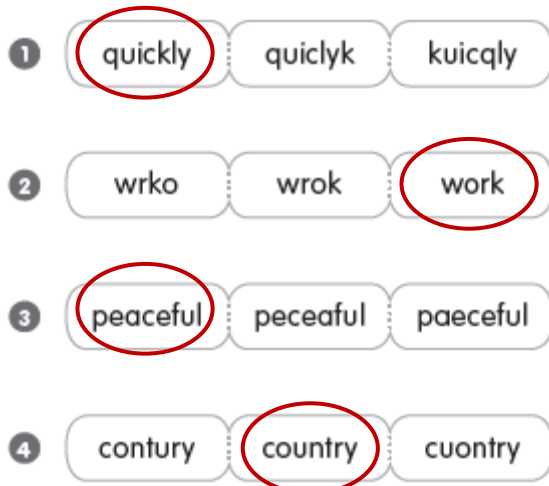 1 quickly quiclyk kuicqly
2 wrko wrok work
3 peaceful peceaful paeceful
4 contury country cuontry